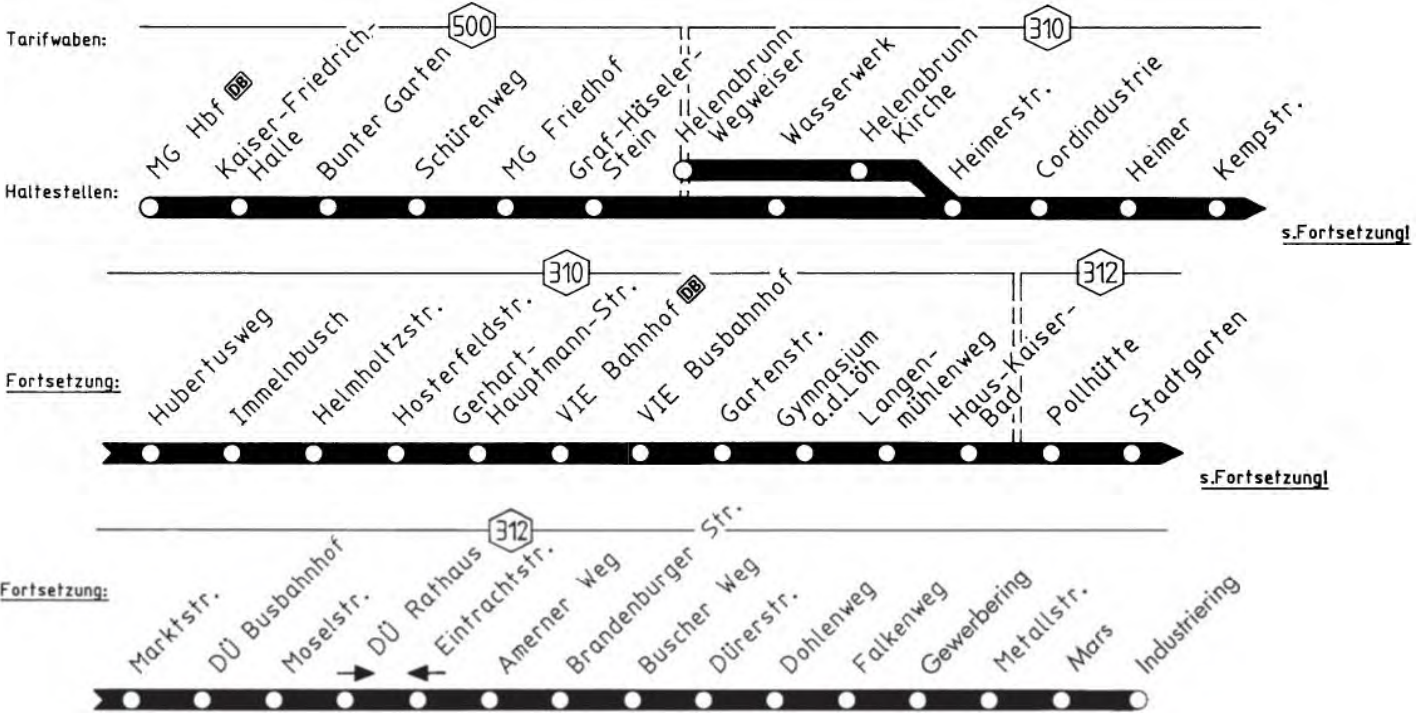 Tarifwaben:
500
310
MG Hbf DB
Kaiser-Friedrich-
Halle
Bunter Garten
Schürenweg
MG Friedhof
Graf-Häseler-
Stein
Helenabrunn
Wegweiser
Wasserwerk
Helenabrunn
Kirche
Heimerstr.
Cordindustrie
Heimer
Kempstr.
Haltestellen:
s.Fortsetzung!
310
312
Fortsetzung:
Hubertusweg
Immelnbusch
Helmholtzstr.
Hosterfeldstr.
Gerhart-
Hauptmann-Str.
VIE Bahnhof DB
VIE Busbahnhof
Gartenstr.
Gymnasium
a.d.Löh
Langen-
mühlenweg
Haus-Kaiser-
Bad
Pollhütte
Stadtgarten
s.Fortsetzung!
312
Fortsetzung:
Marktstr.
DÜ Busbahnhof
Moselstr.
DÜ Rathaus
Eintrachtstr.
Amerner Weg
Brandenburger Str.
Buscher Weg
Dürerstr.
Dohlenweg
Falkenweg
Gewerbering
Metallstr.
Mars
Industriering